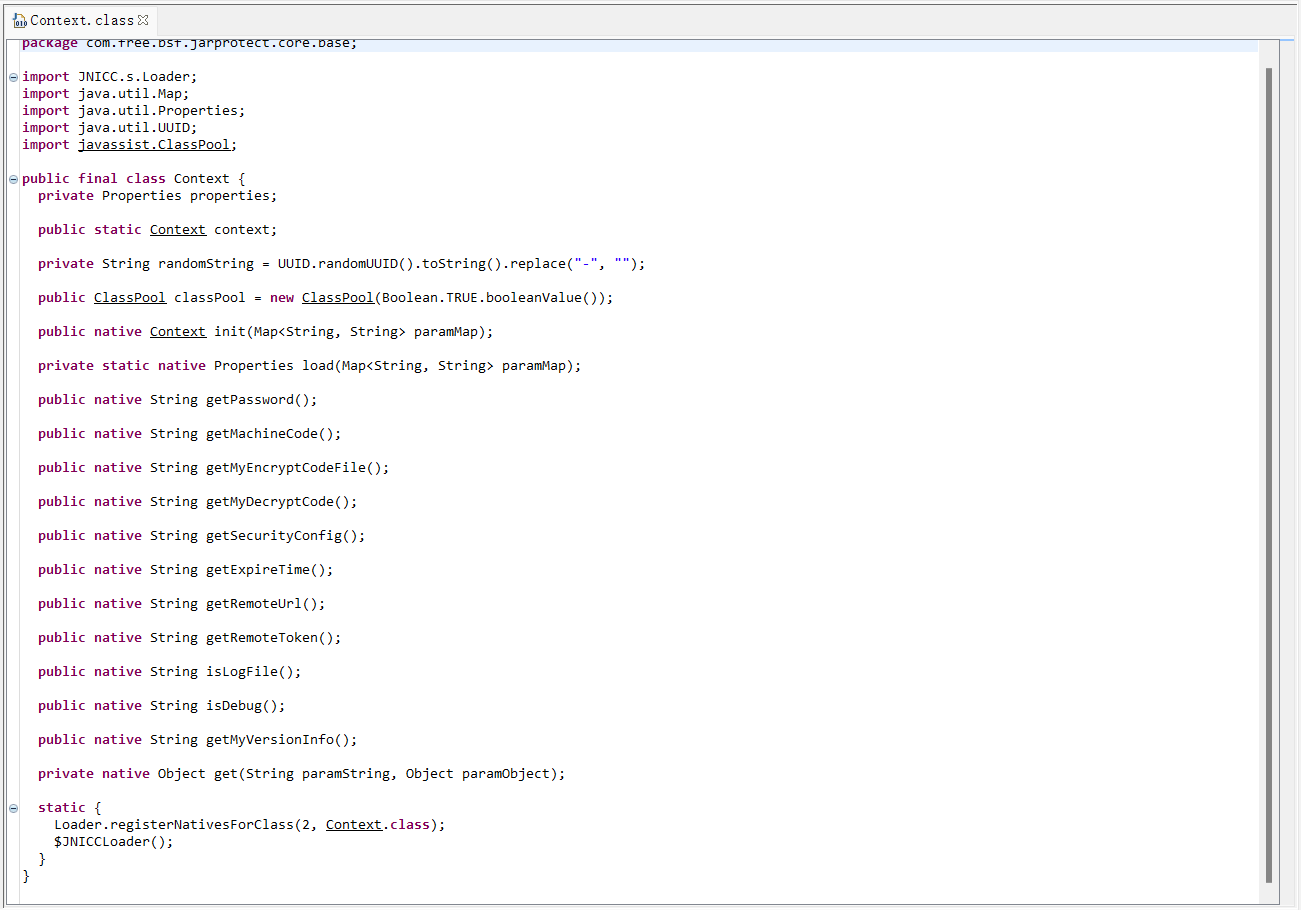 Context.class
package com.free.bsf.jarprotect.core.base;
import JNICC.s.Loader;
import java.util.Map;
import java.util.Properties;
import java.util.UUID;
import javassist.ClassPool;
public final class Context {
private Properties properties;
public static Context context;
private String randomString = UUID.randomUUID().toString().replace("-", "");
public ClassPool classPool = new ClassPool(Boolean.TRUE.booleanValue());
public native Context init(Map<String, String> paramMap);
private static native Properties load(Map<String, String> paramMap);
public native String getPassword();
public native String getMachineCode();
public native String getMyEncryptCodeFile();
public native String getMyDecryptCode();
public native String getSecurityConfig();
public native String getExpireTime();
public native String getRemoteUrl();
public native String getRemoteToken();
public native String isLogFile();
public native String isDebug();
public native String getMyVersionInfo();
private native Object get(String paramString, Object paramObject);
static {
Loader.registerNativesForClass(2, Context.class);
$JNICCLoader();
}
}